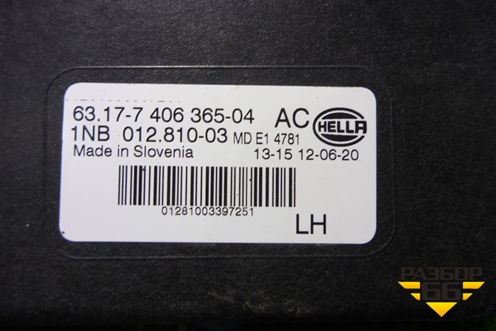 63.17-7 406 365-04 AC HELLA
1NB 012.810-03 MD E1 4781
Made in Slovenia 13-15 12-06-20
01281003397251
LH
РАЗБОР
66